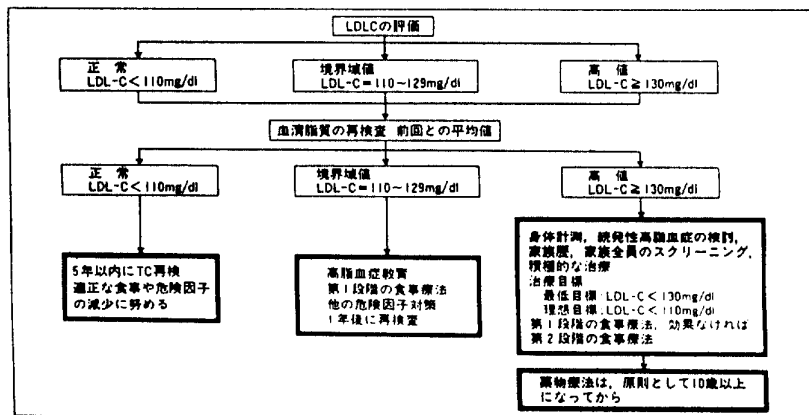 LDLCの評価
正常
LDL-C<110mg/dl
境界域値
LDL-C=110~129mg/dl
高値
LDL-C≧130mg/dl
血清脂質の再検査 前回との平均値
正常
LDL-C<110mg/dl
境界域値
LDL-C=110~129mg/dl
高値
LDL-C≧130mg/dl
5年以内にTC再検
適正な食事や危険因子
の減少に努める
高脂血症教育
第1段階の食事療法
他の危険因子対策
1年後に再検査
身体計測,続発性高脂血症の検討,
家族歴,家族全員のスクリーニング,
積極的な治療
治療目標
最低目標:LDL-C<130mg/dl
理想目標:LDL-C<110mg/dl
第1段階の食事療法,効果なければ
第2段階の食事療法
薬物療法は,原則として10歳以上
になってから